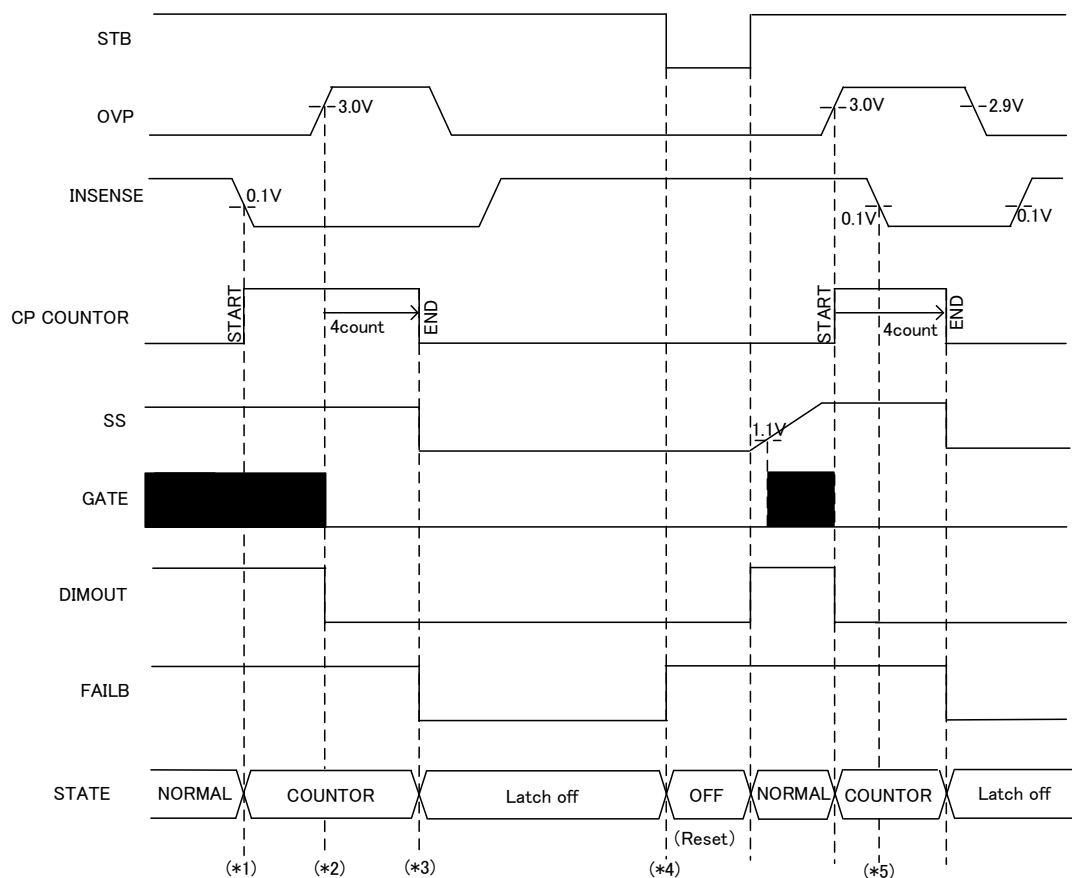 STB
OVP
3.0V
3.0V
2.9V
INSENSE
0.1V
0.1V
0.1V
CP COUNTOR
START
4count
END
START
4count
END
SS
1.1V
GATE
DIMOUT
FAILB
STATE
NORMAL
COUNTOR
Latch off
OFF
NORMAL
COUNTOR
Latch off
(Reset)
(*1)
(*2)
(*3)
(*4)
(*5)